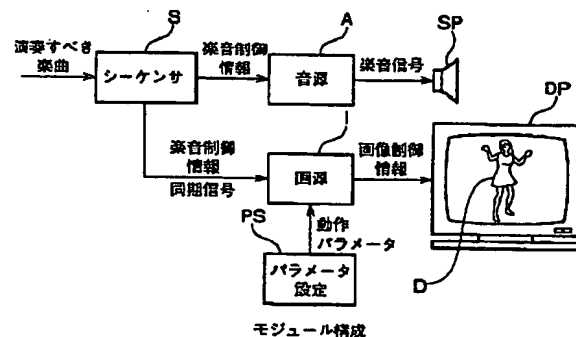 S
A
SP
演奏すべき
楽曲
シーケンサ
楽音制御
情報
音源
楽音信号
I
DP
楽音制御
情報
同期信号
画源
画像制御
情報
PS
動作
パラメータ
パラメータ
設定
D
モジュール構成